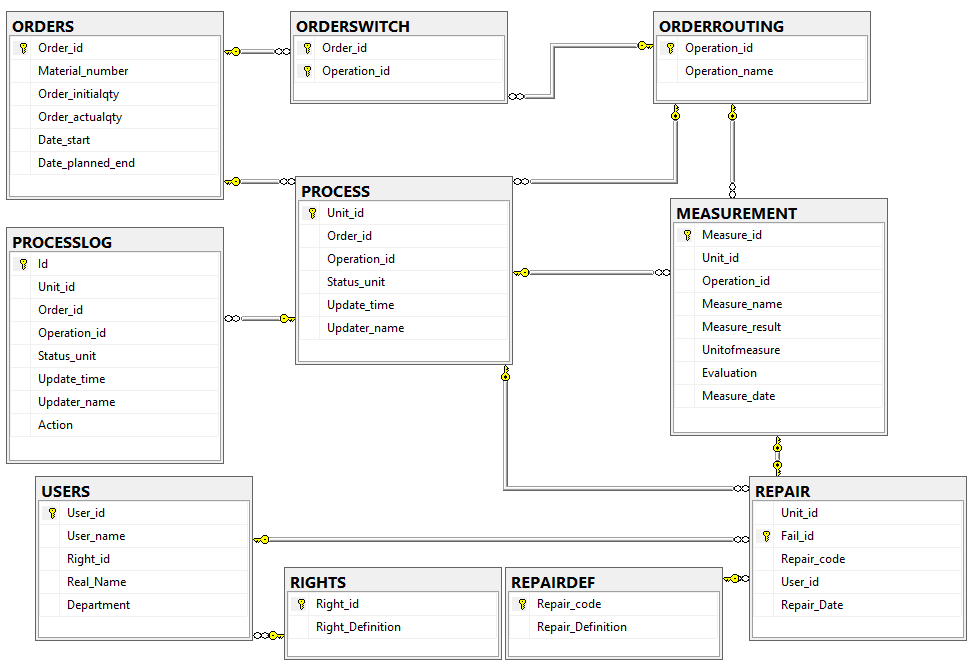 ORDERS
Order_id
Material_number
Order_initialqty
Order_actualqty
Date_start
Date_planned_end
ORDERSWITCH
Order_id
Operation_id
ORDERROUTING
Operation_id
Operation_name
PROCESSLOG
Id
Unit_id
Order_id
Operation_id
Status_unit
Update_time
Updater_name
Action
PROCESS
Unit_id
Order_id
Operation_id
Status_unit
Update_time
Updater_name
MEASUREMENT
Measure_id
Unit_id
Operation_id
Measure_name
Measure_result
Unitofmeasure
Evaluation
Measure_date
USERS
User_id
User_name
Right_id
Real_Name
Department
RIGHTS
Right_id
Right_Definition
REPAIRDEF
Repair_code
Repair_Definition
REPAIR
Unit_id
Fail_id
Repair_code
User_id
Repair_Date